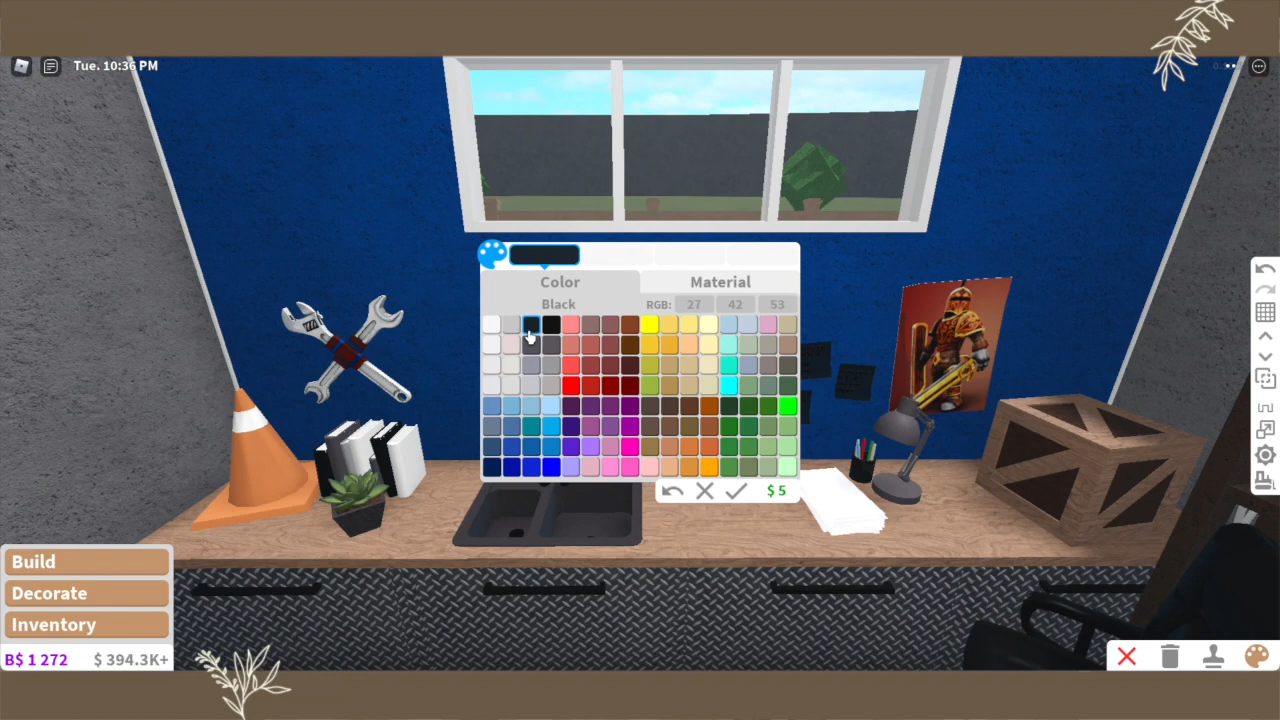 Tue. 10:36 PM
Color
Material
Black
RGB: 27 42 53
$ 5
Build
Decorate
Inventory
B$ 1 272 $ 394.3K+